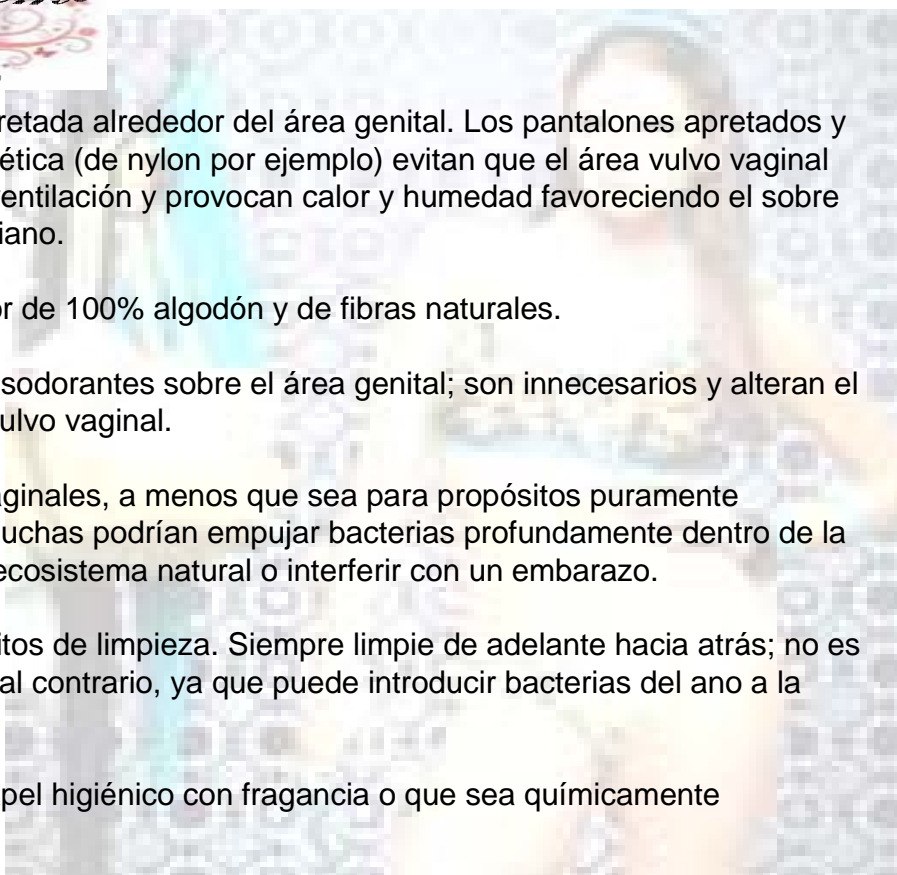 retada alrededor del área genital. Los pantalones apretados y
ética (de nylon por ejemplo) evitan que el área vulvo vaginal
entilación y provocan calor y humedad favoreciendo el sobre
iano.
r de 100% algodón y de fibras naturales.
sodorantes sobre el área genital; son innecesarios y alteran el
ulvo vaginal.
aginales, a menos que sea para propósitos puramente
uchas podrían empujar bacterias profundamente dentro de la
ecosistema natural o interferir con un embarazo.
itos de limpieza. Siempre limpie de adelante hacia atrás; no es
al contrario, ya que puede introducir bacterias del ano a la
pel higiénico con fragancia o que sea químicamente